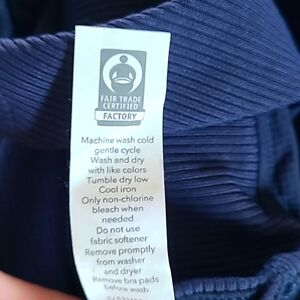 FAIR TRADE
CERTIFIED
FACTORY
Machine wash cold
gentle cycle
Wash and dry
with like colors
Tumble dry low
Cool iron
Only non-chlorine
bleach when
needed
Do not use
fabric softener
Remove promptly
from washer
and dryer
Remove bra pads
before wash.